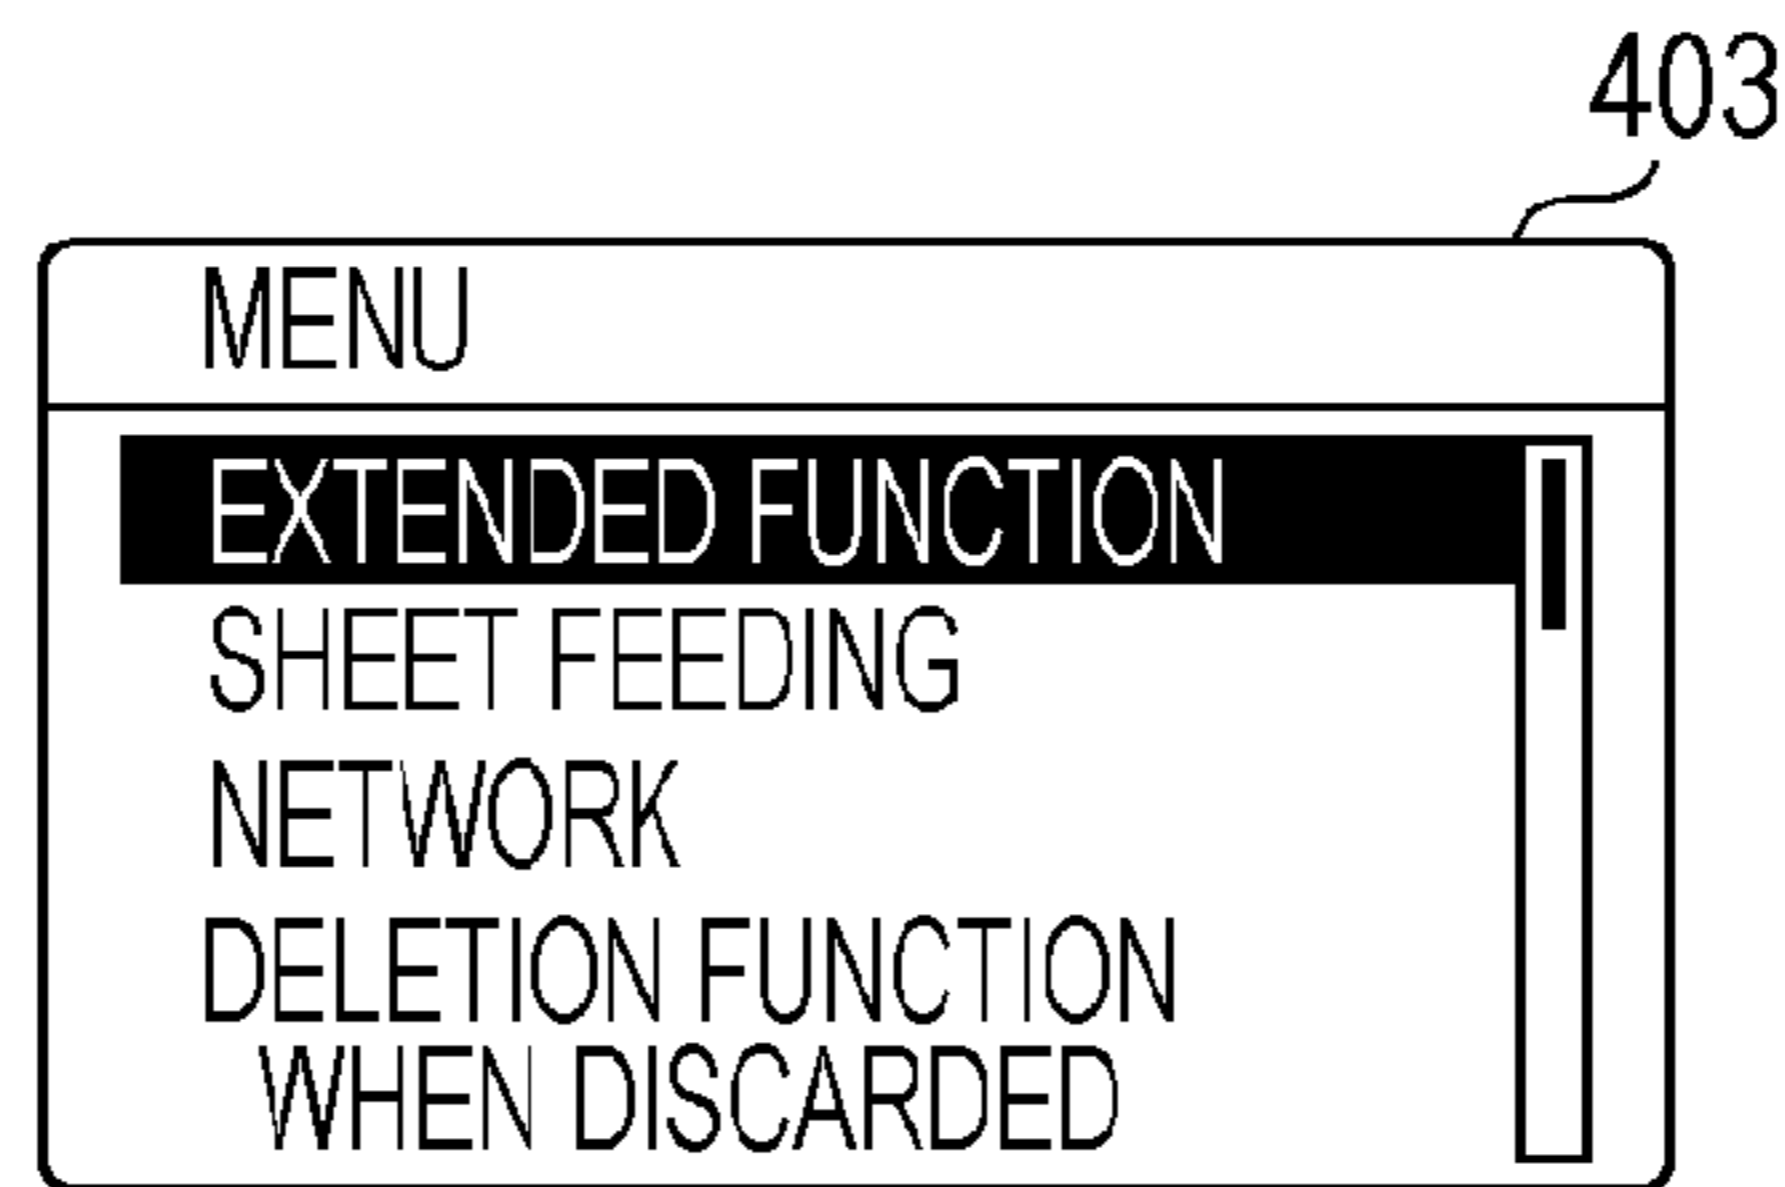 403
MENU
EXTENDED FUNCTION
SHEET FEEDING
NETWORK
DELETION FUNCTION
WHEN DISCARDED